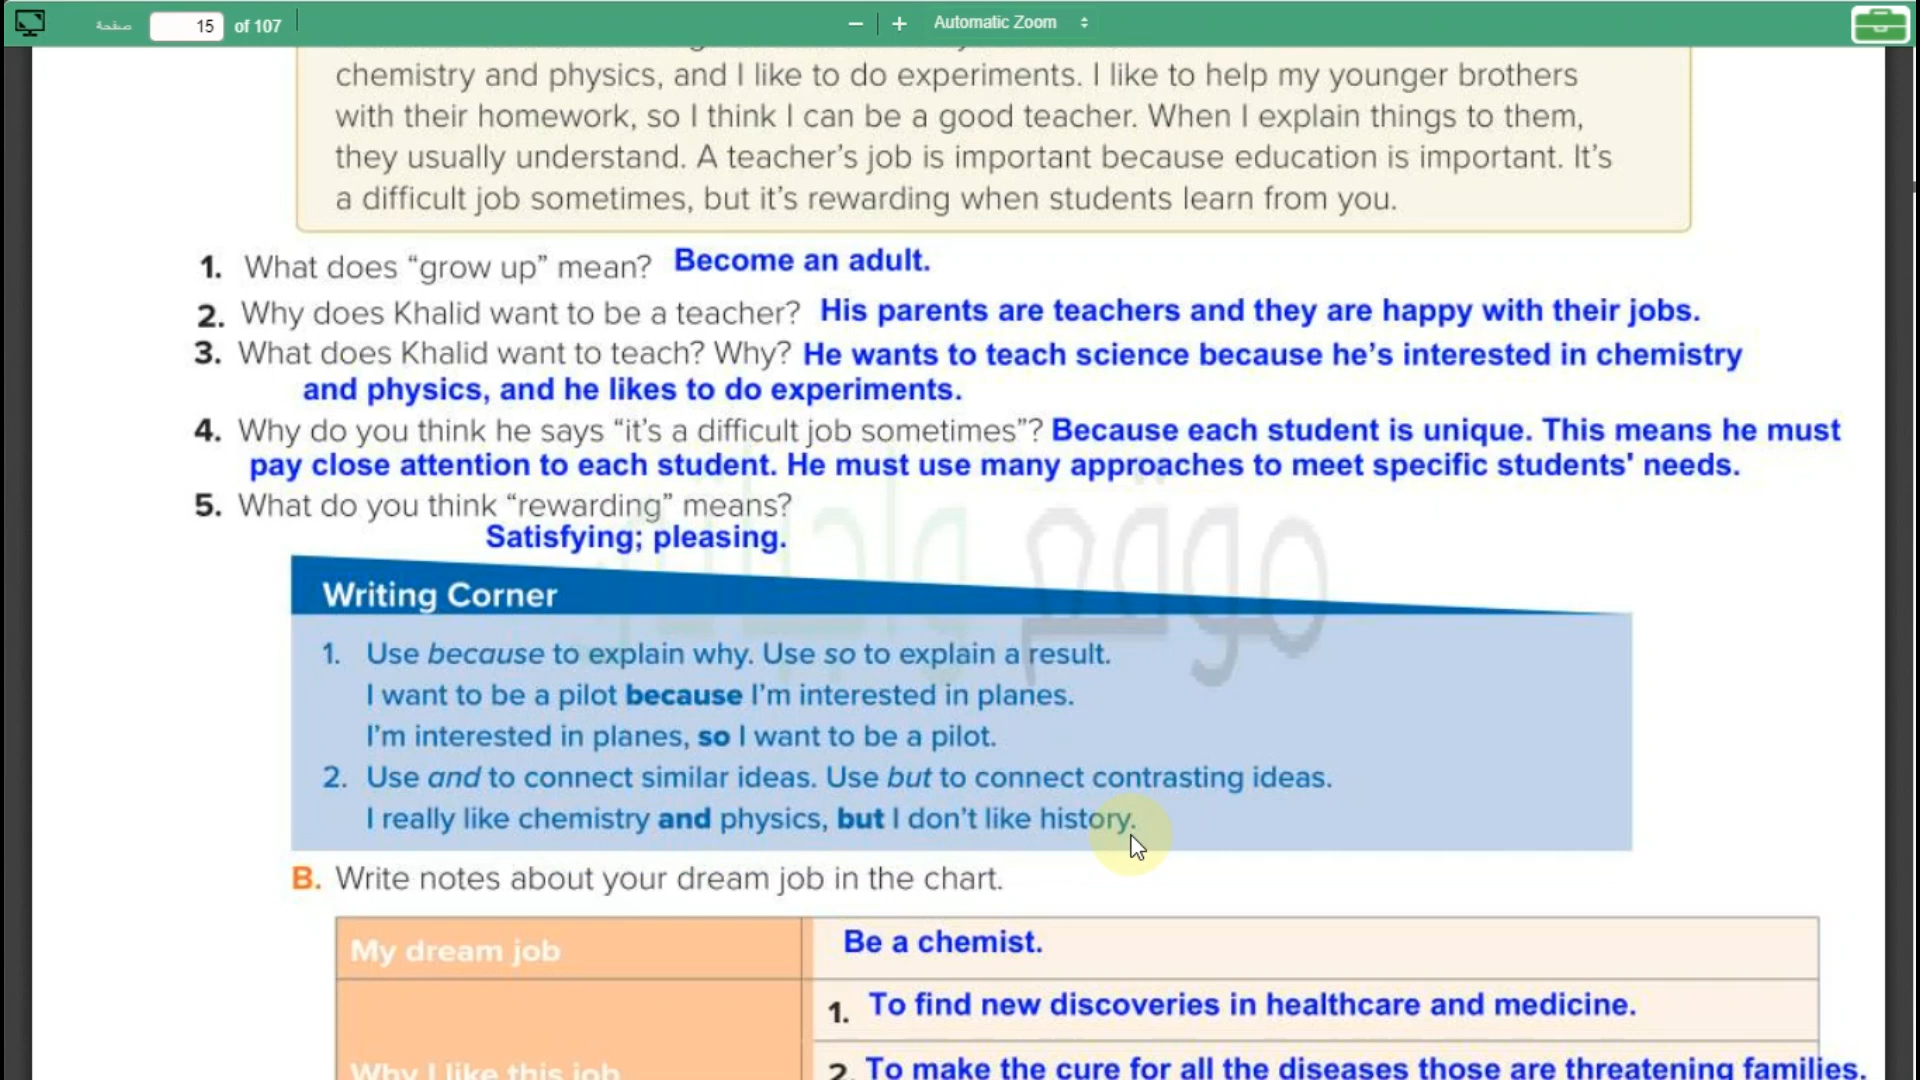 صفحة 15 of 107 − + Automatic Zoom
chemistry and physics, and I like to do experiments. I like to help my younger brothers
with their homework, so I think I can be a good teacher. When I explain things to them,
they usually understand. A teacher’s job is important because education is important. It’s
a difficult job sometimes, but it’s rewarding when students learn from you.
1. What does “grow up” mean? Become an adult.
2. Why does Khalid want to be a teacher? His parents are teachers and they are happy with their jobs.
3. What does Khalid want to teach? Why? He wants to teach science because he’s interested in chemistry
and physics, and he likes to do experiments.
4. Why do you think he says “it’s a difficult job sometimes”? Because each student is unique. This means he must
pay close attention to each student. He must use many approaches to meet specific students' needs.
5. What do you think “rewarding” means?
Satisfying; pleasing.
موقع واجباتي
Writing Corner
1. Use because to explain why. Use so to explain a result.
I want to be a pilot because I’m interested in planes.
I’m interested in planes, so I want to be a pilot.
2. Use and to connect similar ideas. Use but to connect contrasting ideas.
I really like chemistry and physics, but I don’t like history.
B. Write notes about your dream job in the chart.
My dream job Be a chemist.
1. To find new discoveries in healthcare and medicine.
Why I like this job 2. To make the cure for all the diseases those are threatening families.